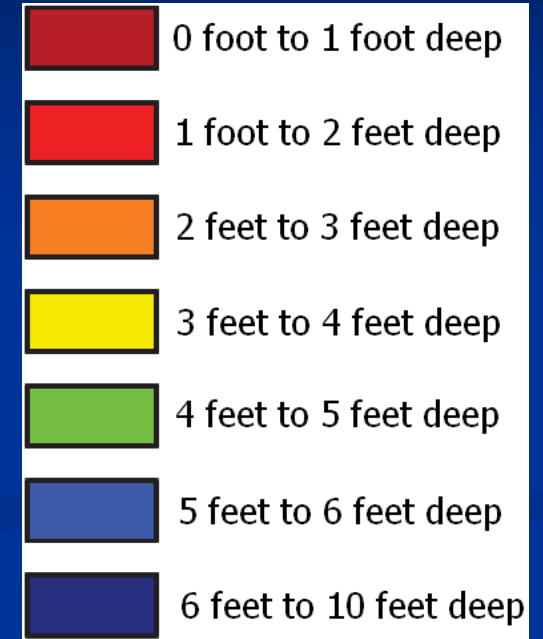 0 foot to 1 foot deep
1 foot to 2 feet deep
2 feet to 3 feet deep
3 feet to 4 feet deep
4 feet to 5 feet deep
5 feet to 6 feet deep
6 feet to 10 feet deep